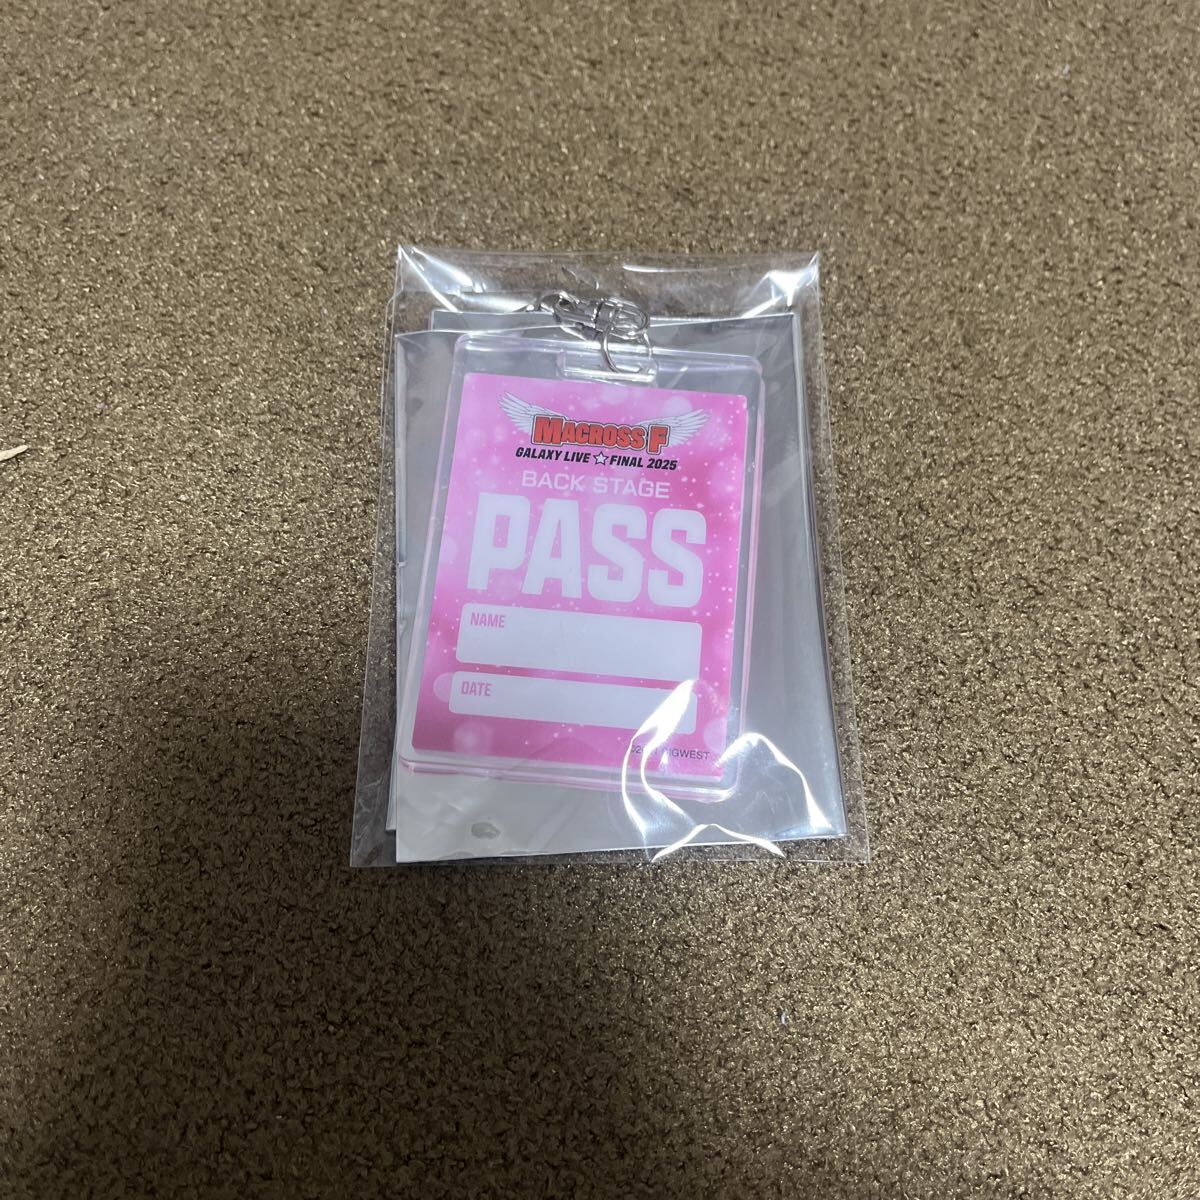 MACROSS F
GALAXY LIVE ☆ FINAL 2025
BACK STAGE
PASS
NAME
DATE